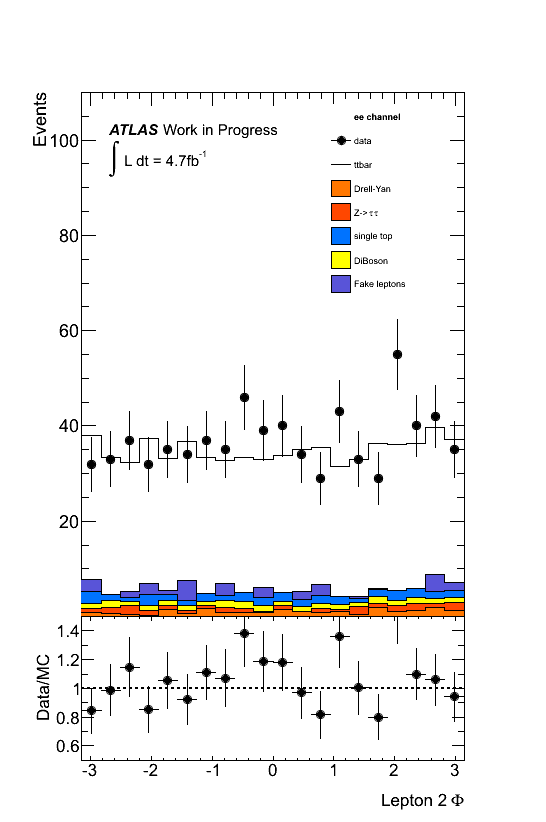 Events
ATLAS Work in Progress
∫ L dt = 4.7fb⁻¹
ee channel
data
ttbar
Drell-Yan
Z->ττ
single top
DiBoson
Fake leptons
100
80
60
40
20
Data/MC
1.4
1.2
1
0.8
0.6
-3 -2 -1 0 1 2 3
Lepton 2 Φ